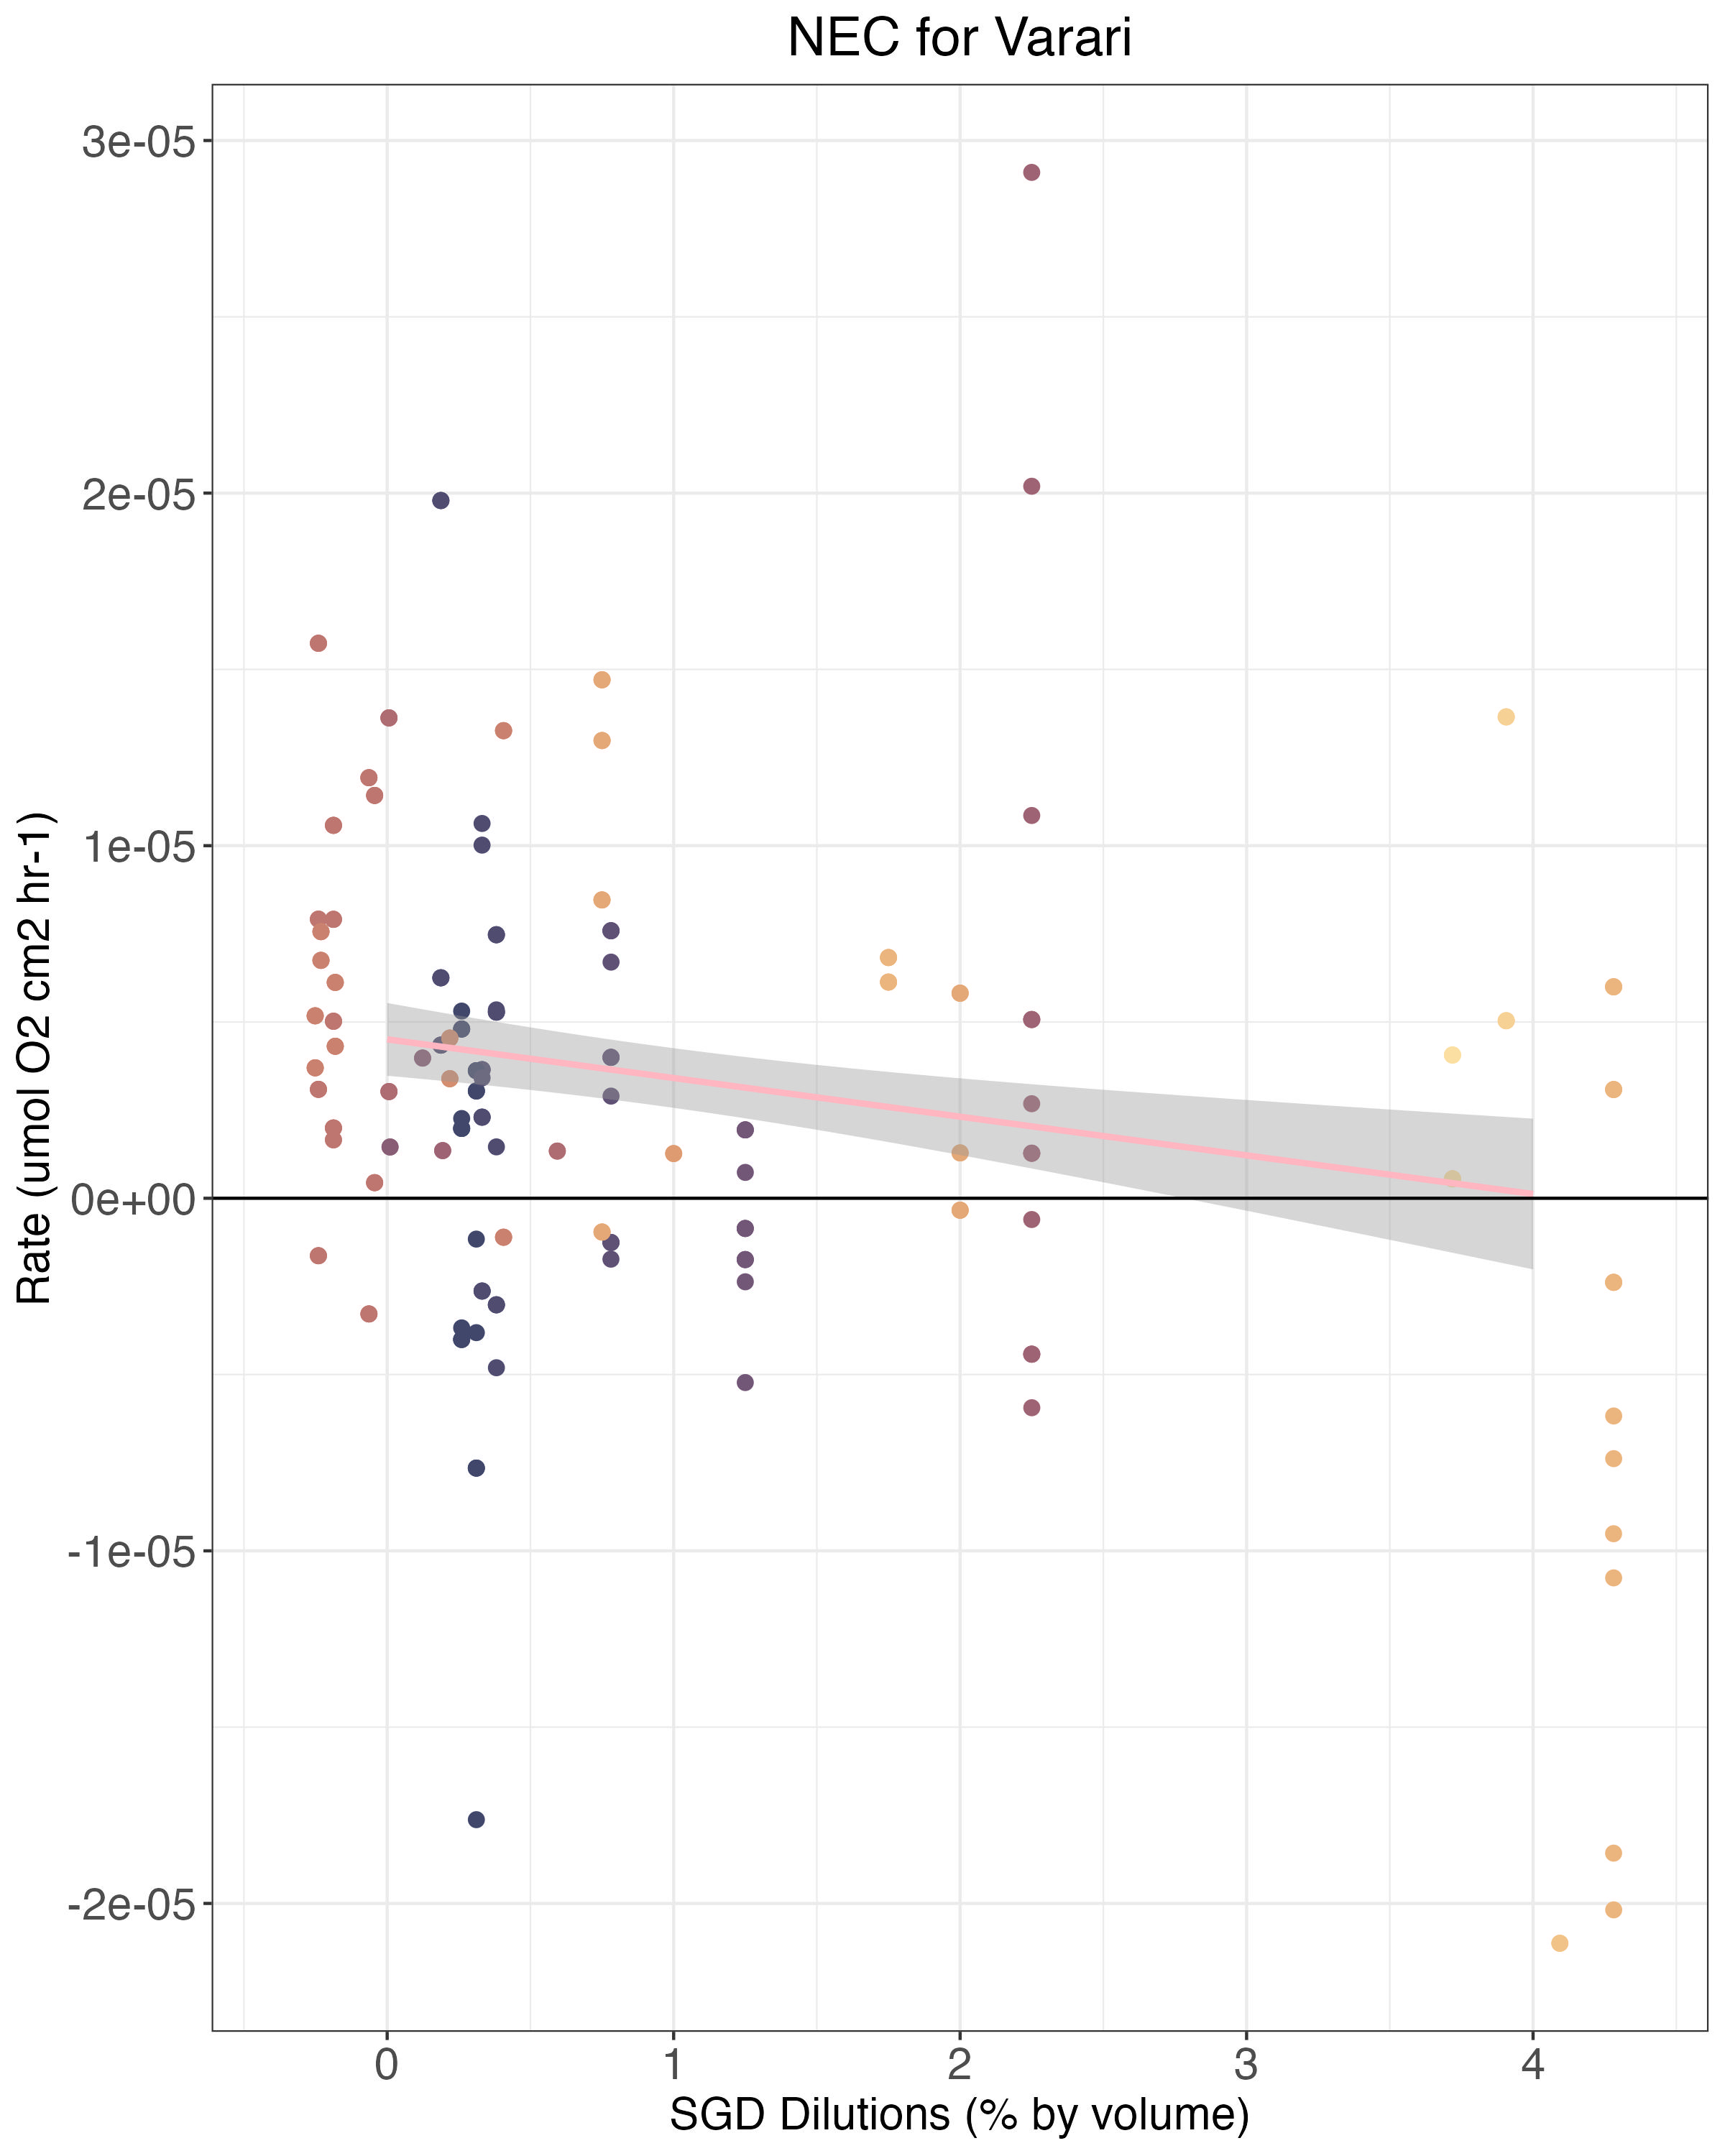 NEC for Varari
Rate (umol O2 cm2 hr-1)
3e-05
2e-05
1e-05
0e+00
-1e-05
-2e-05
0 1 2 3 4
SGD Dilutions (% by volume)